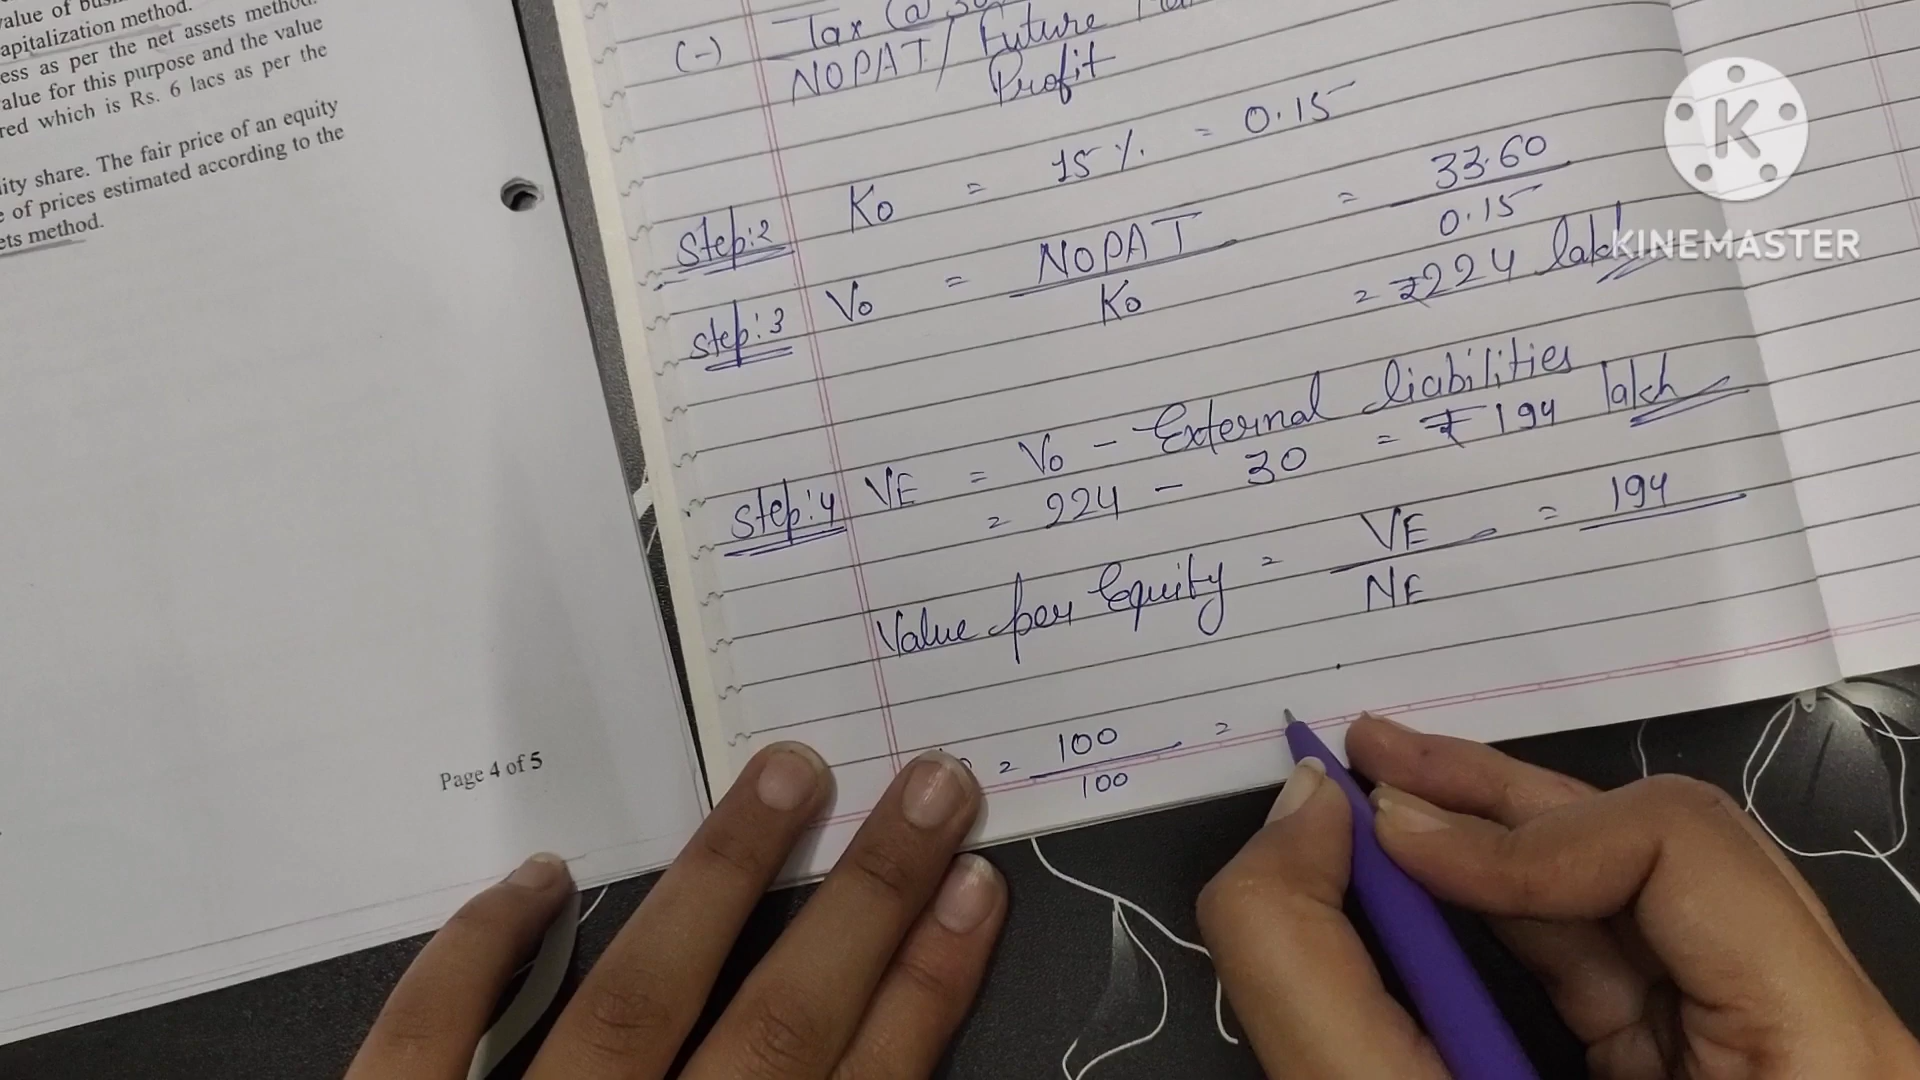 value of
apitalization method.
ess as per the net assets method.
alue for this purpose and the value
red which is Rs. 6 lacs as per the
ity share. The fair price of an equity
e of prices estimated according to the
ets method.
Page 4 of 5
(-) Tax @ 30
NOPAT/ Future
Profit
Step:2 Ko = 15 % = 0.15
Step:3 Vo = NOPAT / Ko = 33.60 / 0.15
= ₹224 lakh
Step:4 VE = Vo - External liabilities
= 224 - 30 = ₹ 194 lakh
Value per Equity = VE / NE = 194
= 100 / 100 =
K
KINEMASTER